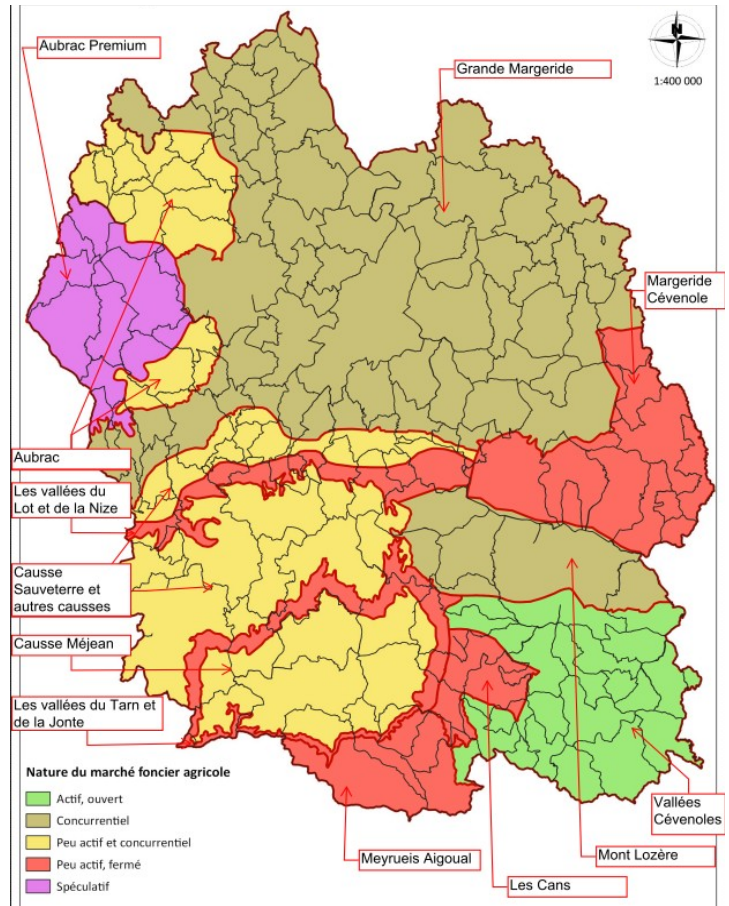 Aubrac Premium
Grande Margeride
N
1:400 000
Margeride
Cévenole
Aubrac
Les vallées du
Lot et de la Nize
Causse
Sauveterre et
autres causses
Causse Méjean
Les vallées du Tarn et
de la Jonte
Nature du marché foncier agricole
Actif, ouvert
Concurrentiel
Peu actif et concurrentiel
Peu actif, fermé
Spéculatif
Meyrueis Aigoual
Les Cans
Mont Lozère
Vallées
Cévenoles